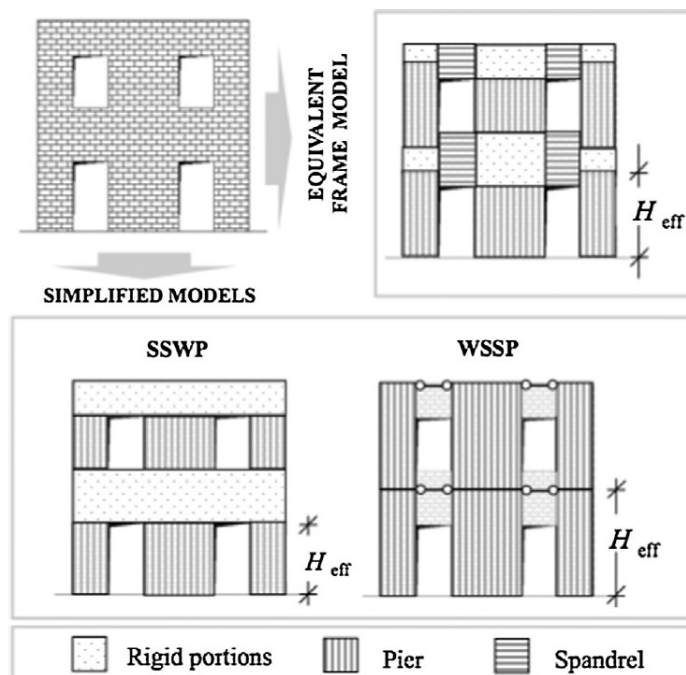 EQUIVALENT
FRAME MODEL
H eff
SIMPLIFIED MODELS
SSWP
WSSP
H eff
H eff
Rigid portions
Pier
Spandrel